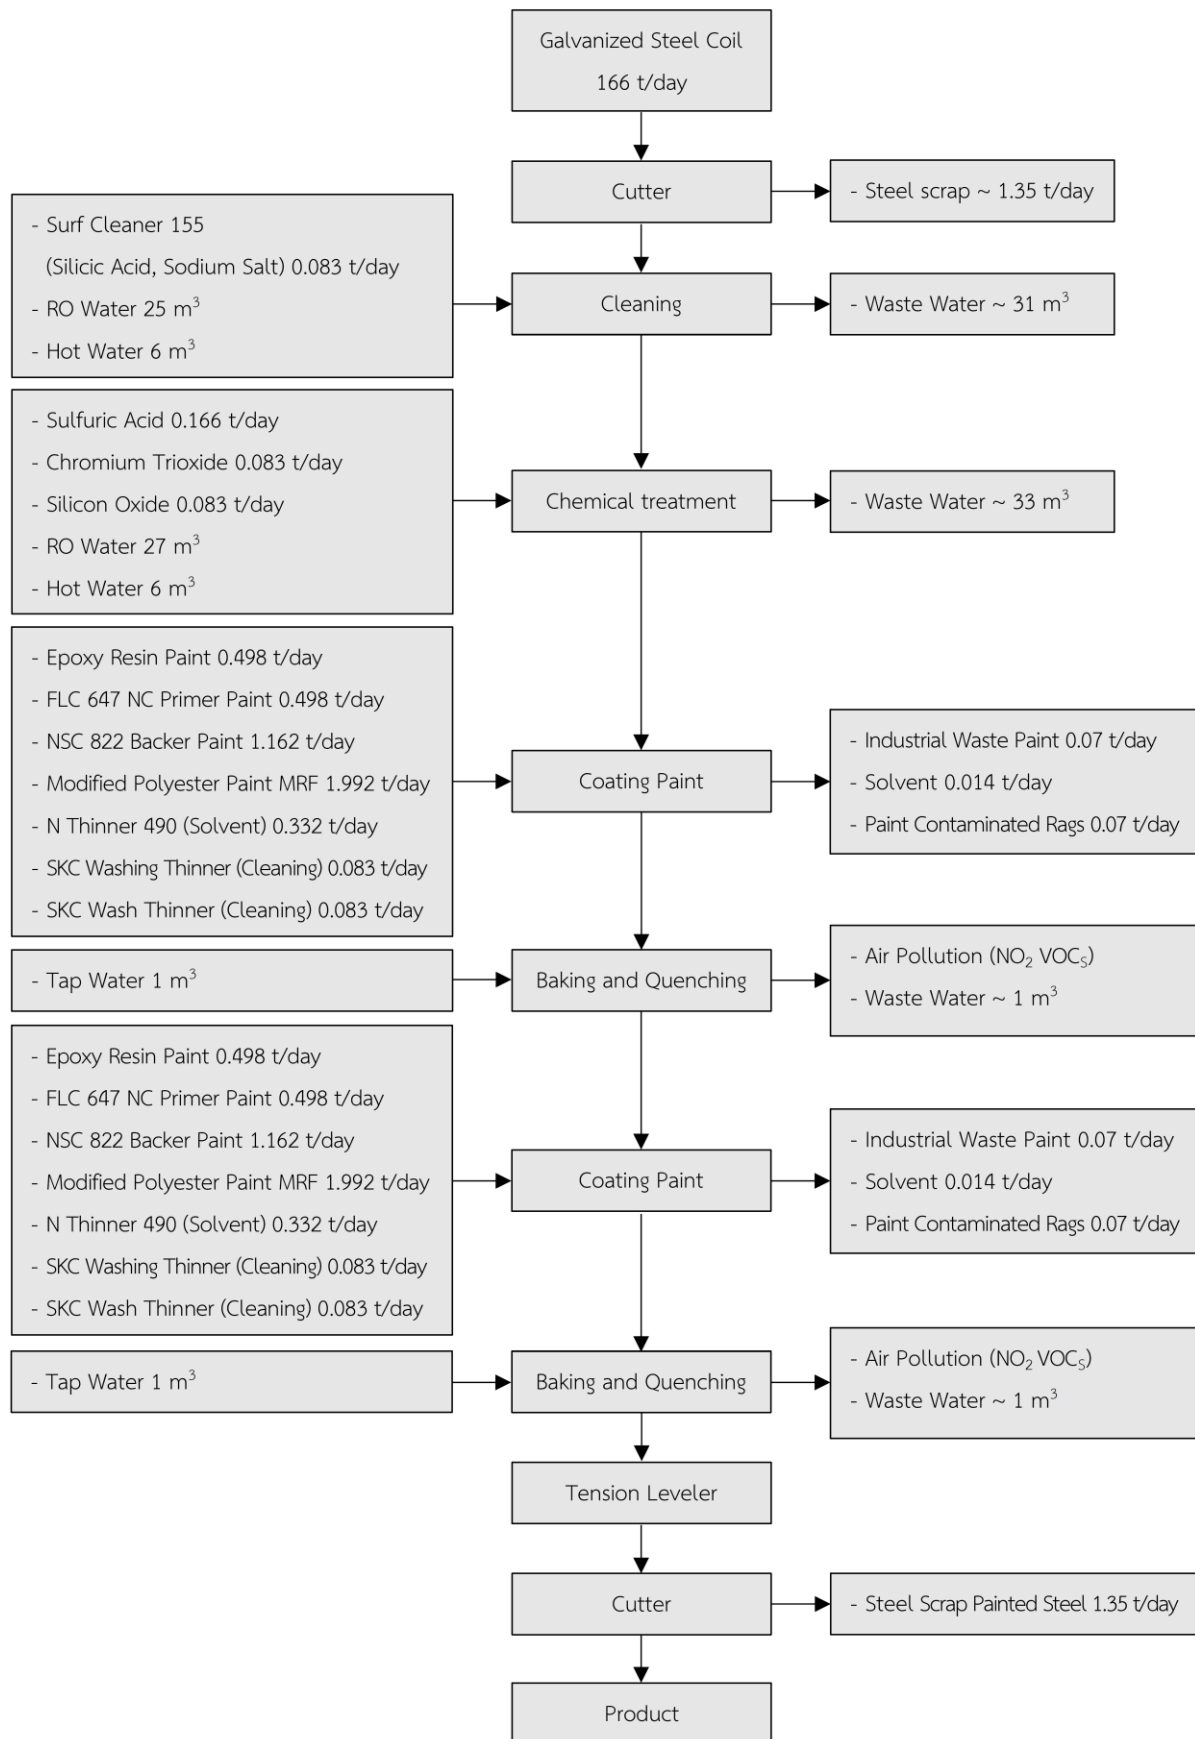 Galvanized Steel Coil
166 t/day
Cutter
- Steel scrap ~ 1.35 t/day
- Surf Cleaner 155
(Silicic Acid, Sodium Salt) 0.083 t/day
- RO Water 25 m³
- Hot Water 6 m³
Cleaning
- Waste Water ~ 31 m³
- Sulfuric Acid 0.166 t/day
- Chromium Trioxide 0.083 t/day
- Silicon Oxide 0.083 t/day
- RO Water 27 m³
- Hot Water 6 m³
Chemical treatment
- Waste Water ~ 33 m³
- Epoxy Resin Paint 0.498 t/day
- FLC 647 NC Primer Paint 0.498 t/day
- NSC 822 Backer Paint 1.162 t/day
- Modified Polyester Paint MRF 1.992 t/day
- N Thinner 490 (Solvent) 0.332 t/day
- SKC Washing Thinner (Cleaning) 0.083 t/day
- SKC Wash Thinner (Cleaning) 0.083 t/day
Coating Paint
- Industrial Waste Paint 0.07 t/day
- Solvent 0.014 t/day
- Paint Contaminated Rags 0.07 t/day
- Tap Water 1 m³
Baking and Quenching
- Air Pollution (NO₂ VOCₛ)
- Waste Water ~ 1 m³
- Epoxy Resin Paint 0.498 t/day
- FLC 647 NC Primer Paint 0.498 t/day
- NSC 822 Backer Paint 1.162 t/day
- Modified Polyester Paint MRF 1.992 t/day
- N Thinner 490 (Solvent) 0.332 t/day
- SKC Washing Thinner (Cleaning) 0.083 t/day
- SKC Wash Thinner (Cleaning) 0.083 t/day
Coating Paint
- Industrial Waste Paint 0.07 t/day
- Solvent 0.014 t/day
- Paint Contaminated Rags 0.07 t/day
- Tap Water 1 m³
Baking and Quenching
- Air Pollution (NO₂ VOCₛ)
- Waste Water ~ 1 m³
Tension Leveler
Cutter
- Steel Scrap Painted Steel 1.35 t/day
Product